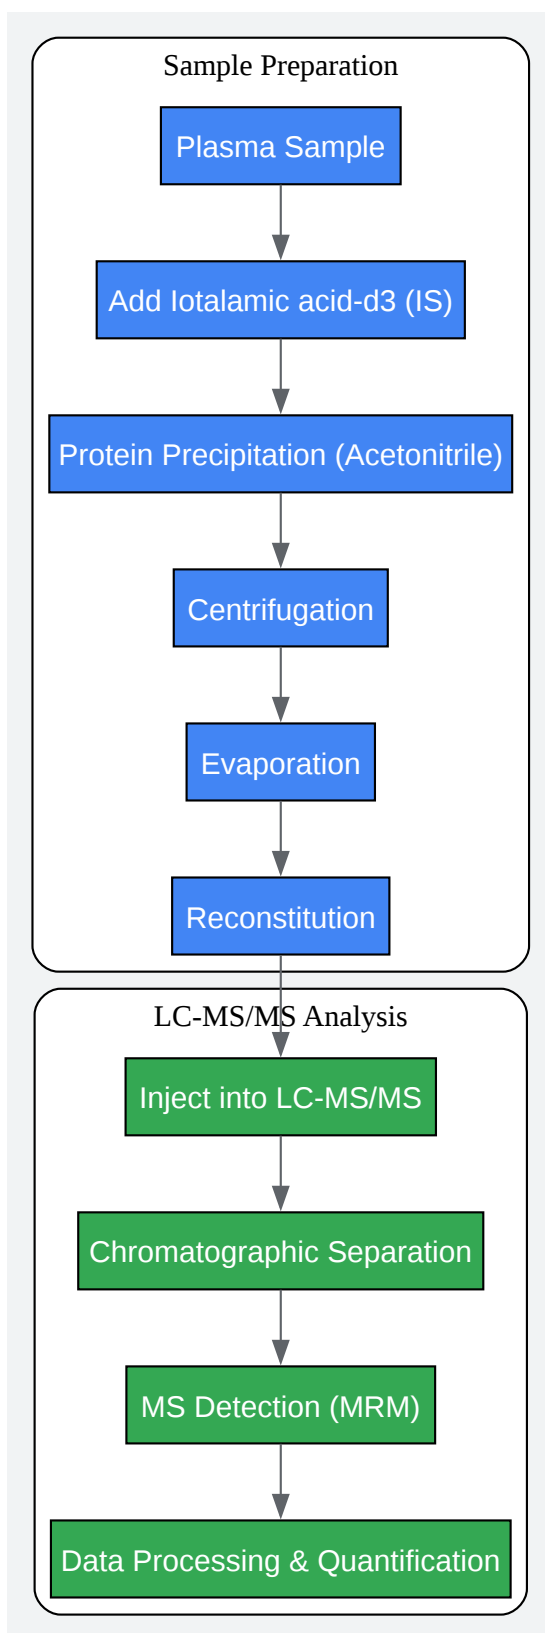 Sample Preparation
Plasma Sample
Add Iotalamic acid-d3 (IS)
Protein Precipitation (Acetonitrile)
Centrifugation
Evaporation
Reconstitution
LC-MS/MS Analysis
Inject into LC-MS/MS
Chromatographic Separation
MS Detection (MRM)
Data Processing & Quantification